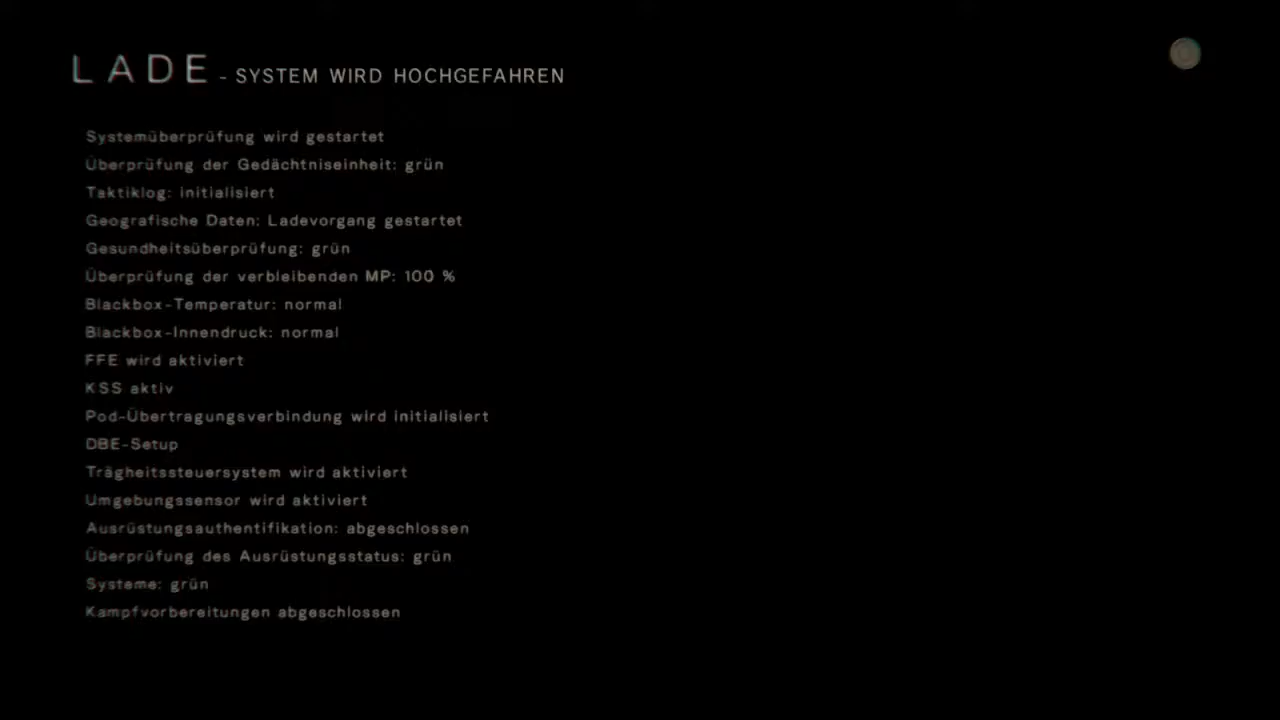 LADE - SYSTEM WIRD HOCHGEFAHREN
Systemüberprüfung wird gestartet
Überprüfung der Gedächtniseinheit: grün
Taktiklog: initialisiert
Geografische Daten: Ladevorgang gestartet
Gesundheitsüberprüfung: grün
Überprüfung der verbleibenden MP: 100 %
Blackbox-Temperatur: normal
Blackbox-Innendruck: normal
FFE wird aktiviert
KSS aktiv
Pod-Übertragungsverbindung wird initialisiert
DBE-Setup
Trägheitssteuersystem wird aktiviert
Umgebungssensor wird aktiviert
Ausrüstungsauthentifikation: abgeschlossen
Überprüfung des Ausrüstungsstatus: grün
Systeme: grün
Kampfvorbereitungen abgeschlossen